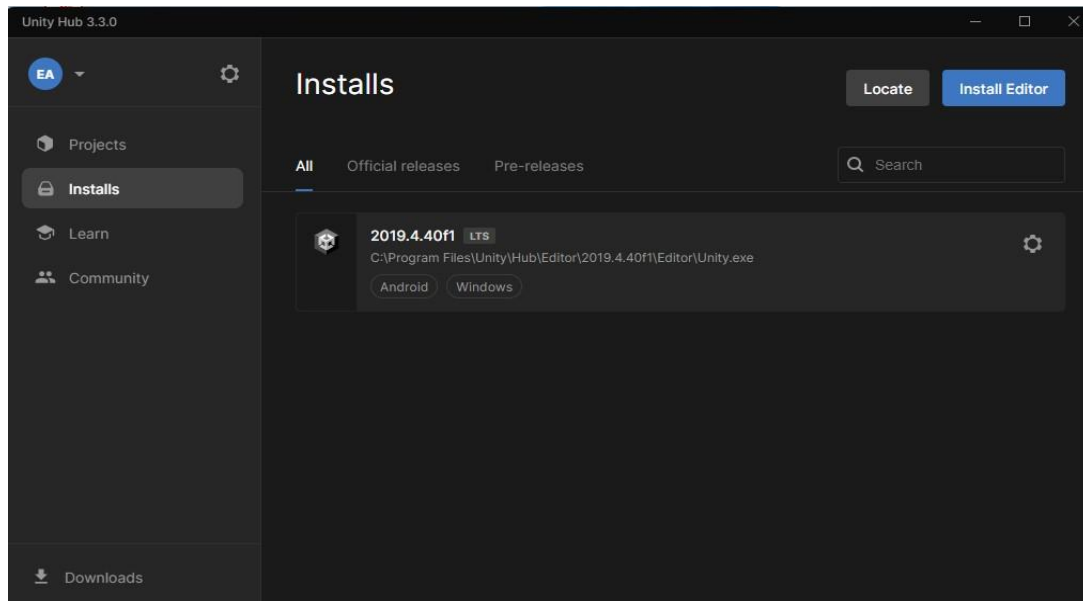 Unity Hub 3.3.0
EA
Projects
Installs
Learn
Community
Downloads
Installs
Locate
Install Editor
All
Official releases
Pre-releases
Search
2019.4.40f1 LTS
C:\Program Files\Unity\Hub\Editor\2019.4.40f1\Editor\Unity.exe
Android
Windows